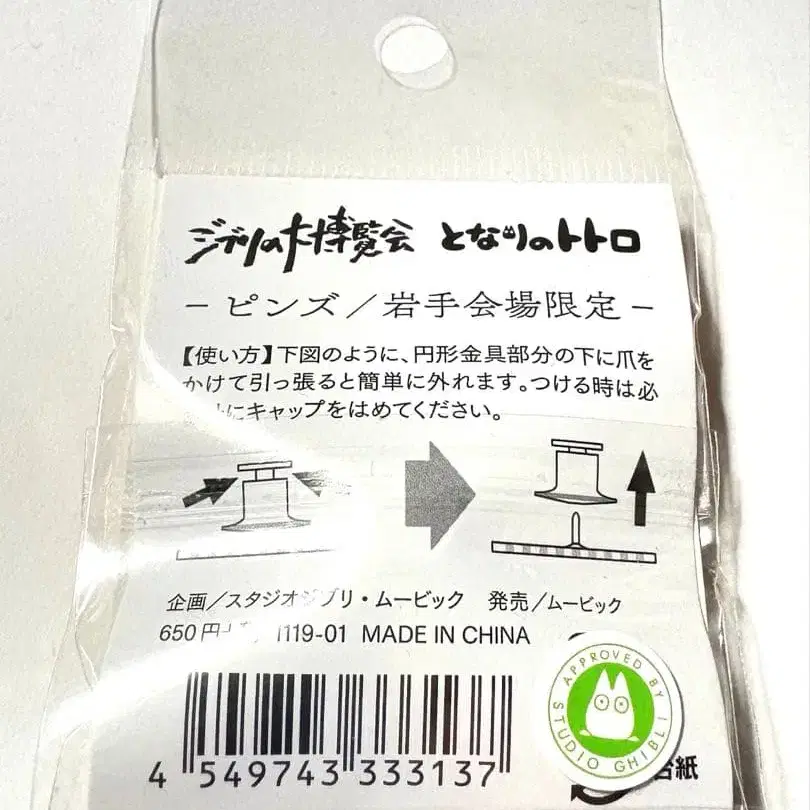 ジブリの大博覧会 となりのトトロ
－ピンズ／岩手会場限定－
【使い方】下図のように、円形金具部分の下に爪を
かけて引っ張ると簡単に外れます。つける時は必
にキャップをはめてください。
企画／スタジオジブリ・ムービック 発売／ムービック
650円 1119-01 MADE IN CHINA
APPROVED BY STUDIO GHIBLI
台紙
4 549743 333137